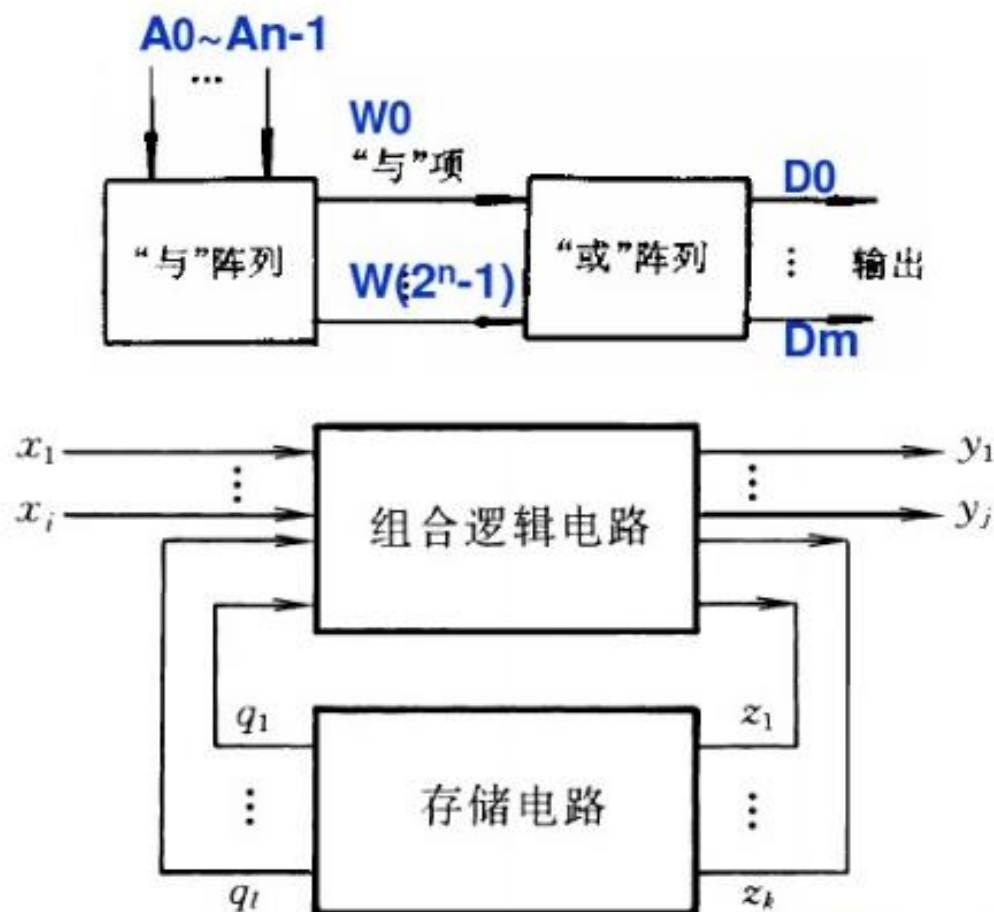 A0~An-1
...
W0
“与”项
“与”阵列
W(2ⁿ-1)
“或”阵列
D0
⋮
输出
Dm
x₁
⋮
xᵢ
组合逻辑电路
y₁
⋮
yⱼ
q₁
⋮
qₗ
存储电路
z₁
⋮
zₖ